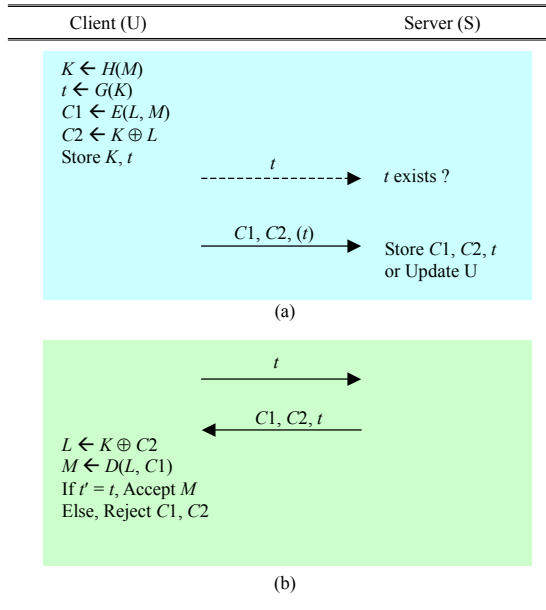 Client (U) Server (S)
K ← H(M)
t ← G(K)
C1 ← E(L, M)
C2 ← K ⊕ L
Store K, t
t
t exists ?
C1, C2, (t)
Store C1, C2, t
or Update U
(a)
t
C1, C2, t
L ← K ⊕ C2
M ← D(L, C1)
If t′ = t, Accept M
Else, Reject C1, C2
(b)